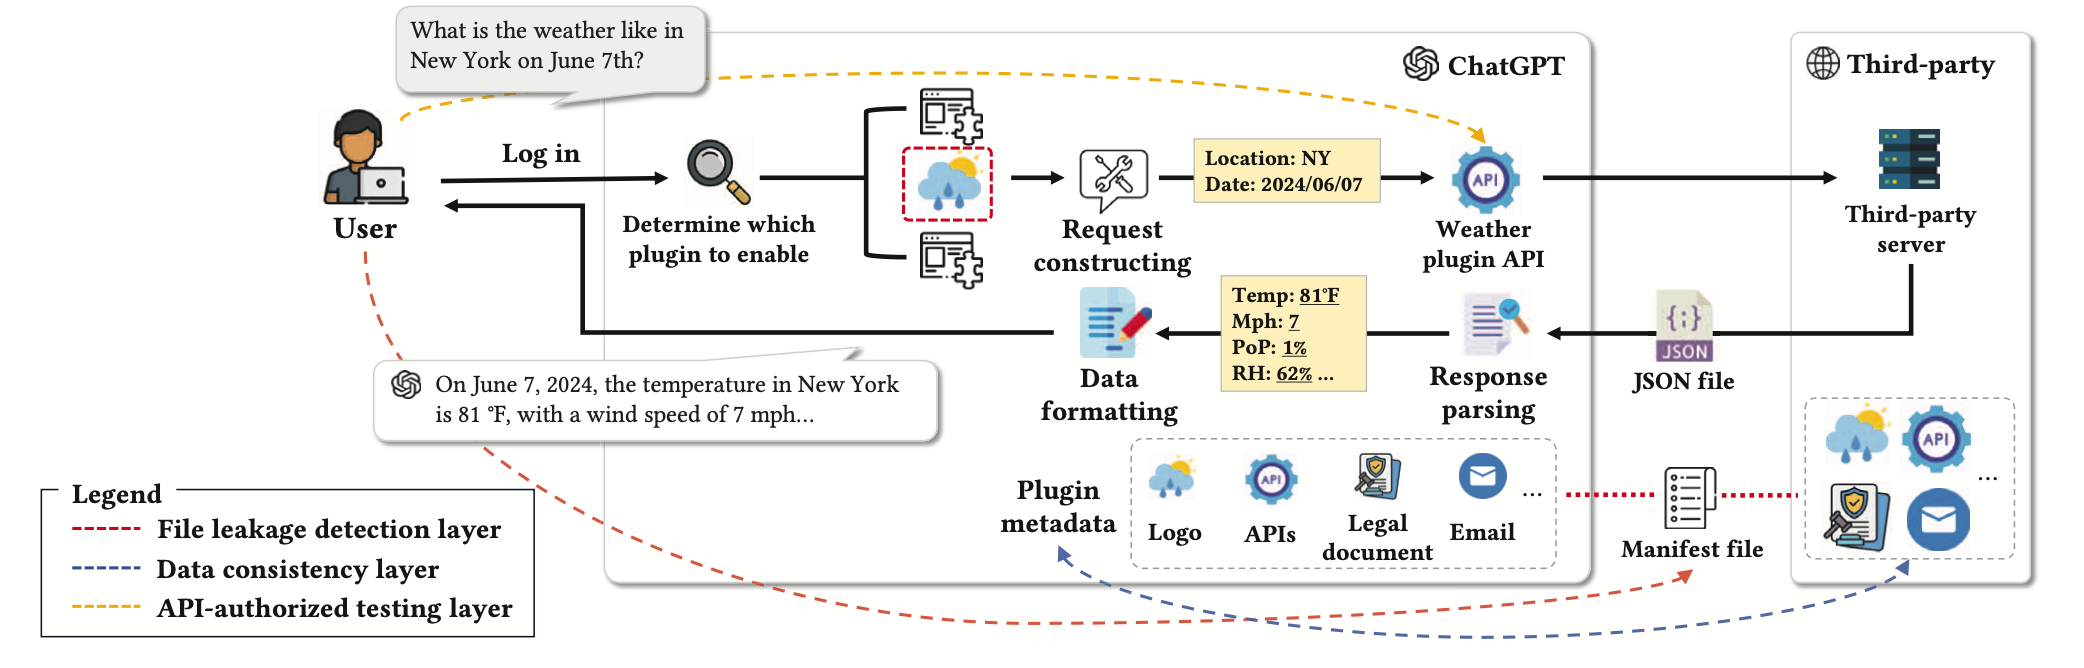 What is the weather like in
New York on June 7th?
ChatGPT
Third-party
User
Log in
Determine which
plugin to enable
Request
constructing
Location: NY
Date: 2024/06/07
API
Weather
plugin API
Third-party
server
{;}
JSON
JSON file
Response
parsing
Temp: 81°F
Mph: 7
PoP: 1%
RH: 62% ...
Data
formatting
On June 7, 2024, the temperature in New York
is 81 °F, with a wind speed of 7 mph...
Plugin
metadata
Logo
API
APIs
Legal
document
Email
...
Manifest file
API
...
Legend
File leakage detection layer
Data consistency layer
API-authorized testing layer